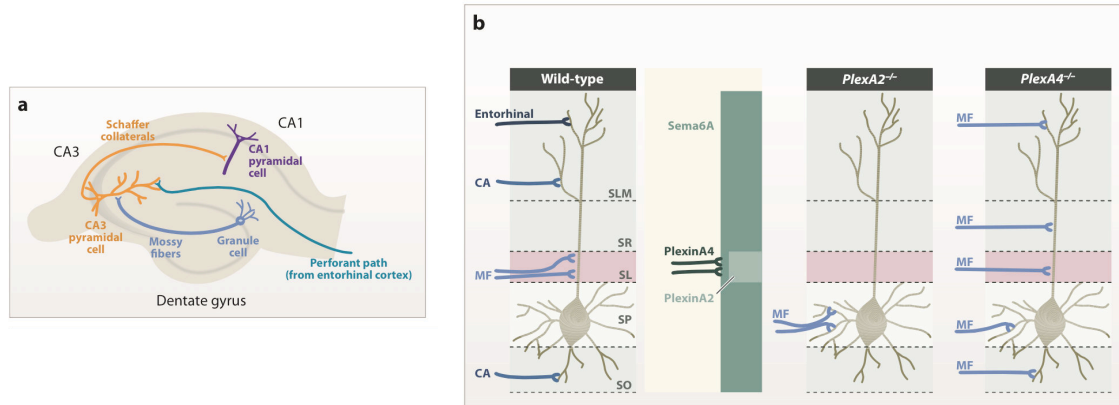 a
CA3
Schaffer
collaterals
CA1
CA1
pyramidal
cell
CA3
pyramidal
cell
Mossy
fibers
Granule
cell
Perforant path
(from entorhinal cortex)
Dentate gyrus
b
Wild-type
Entorhinal
CA
MF
CA
SLM
SR
SL
SP
SO
Sema6A
PlexinA4
PlexinA2
PlexA2–/–
MF
PlexA4–/–
MF
MF
MF
MF
MF